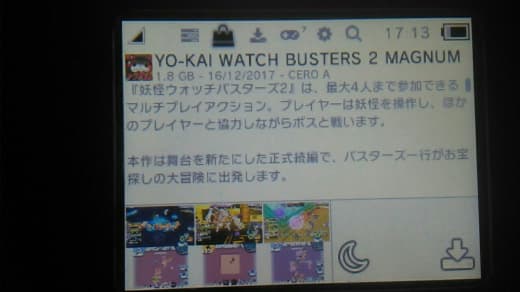 17:13
YO-KAI WATCH BUSTERS 2 MAGNUM
1.8 GB - 16/12/2017 - CERO A
『妖怪ウォッチバスターズ2』は、最大4人まで参加できる
マルチプレイアクション。プレイヤーは妖怪を操作し、ほか
のプレイヤーと協力しながらボスと戦います。
本作は舞台を新たにした正式続編で、バスターズ一行がお宝
探しの大冒険に出発します。